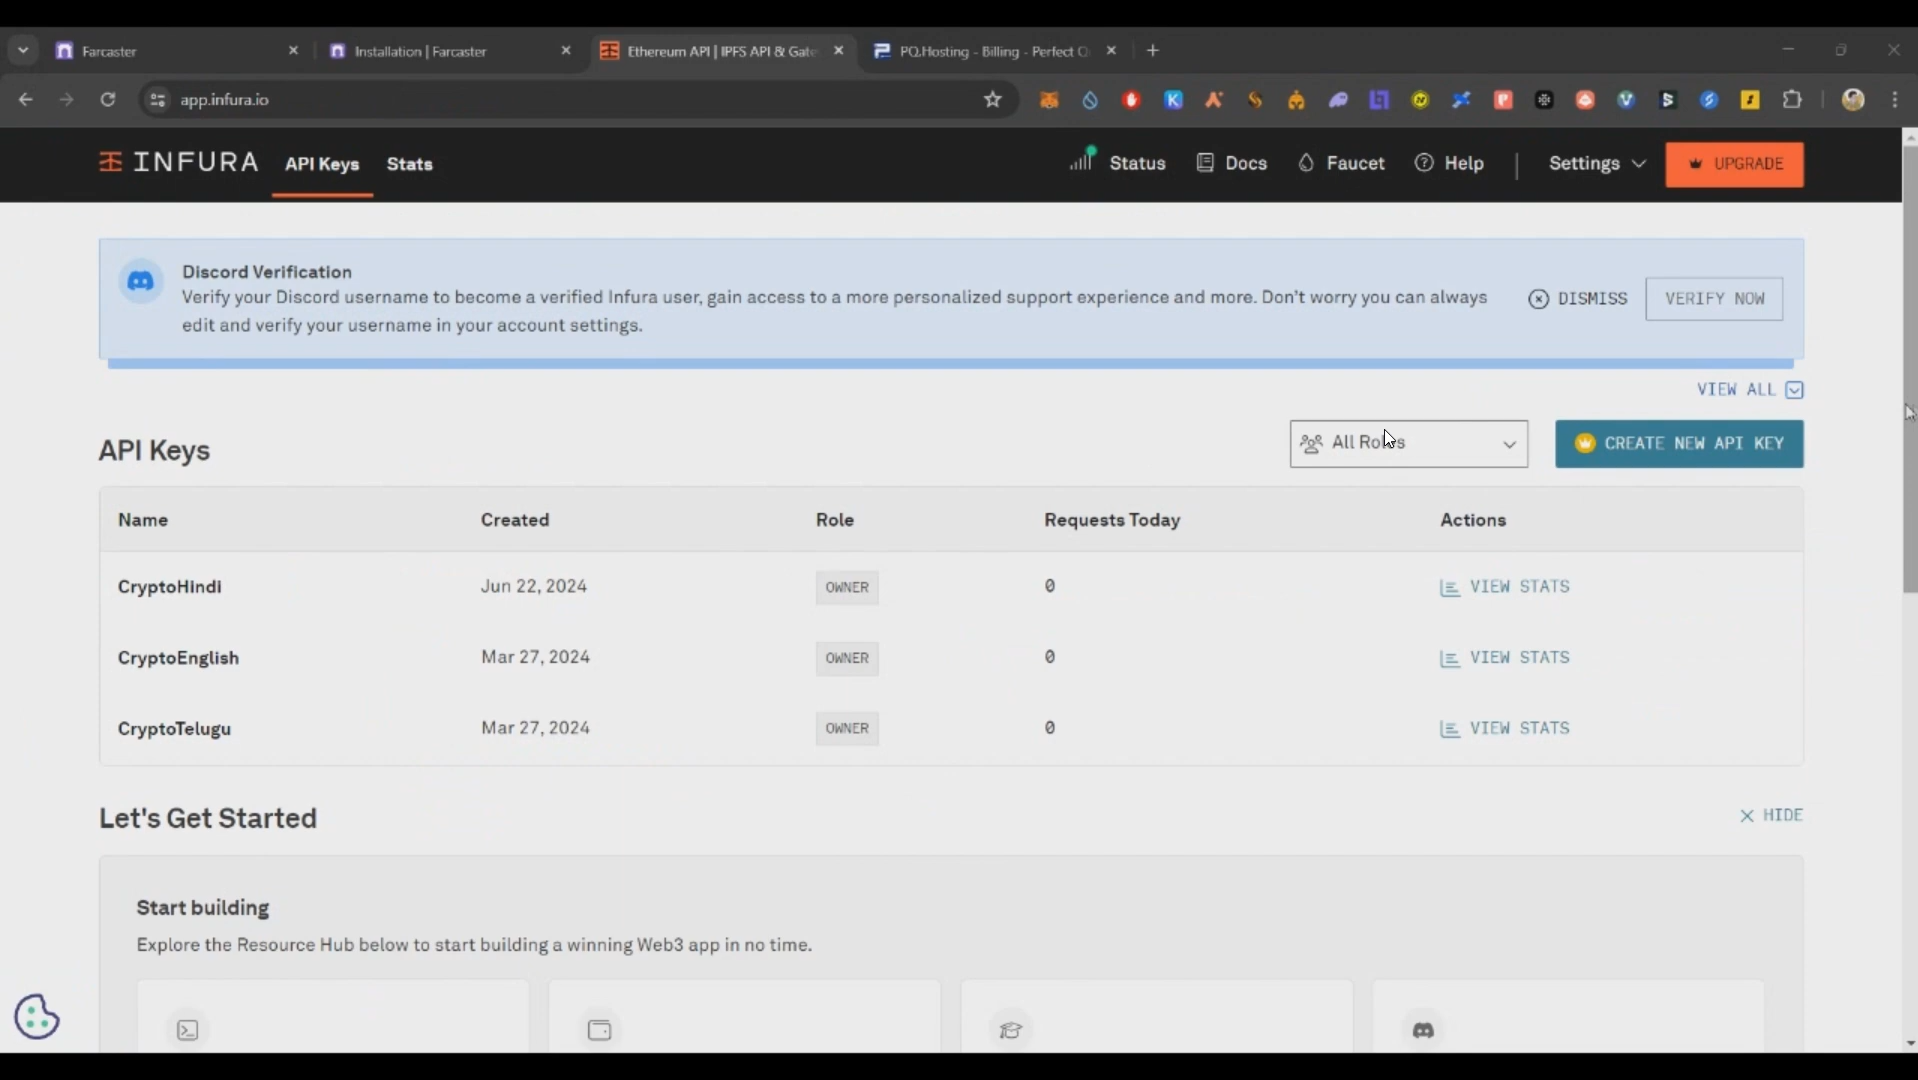 Farcaster
Installation | Farcaster
Ethereum API | IPFS API & Gate
PQ.Hosting - Billing - Perfect Q
app.infura.io
INFURA
API Keys
Stats
Status
Docs
Faucet
Help
Settings
UPGRADE
Discord Verification
Verify your Discord username to become a verified Infura user, gain access to a more personalized support experience and more. Don't worry you can always
edit and verify your username in your account settings.
DISMISS
VERIFY NOW
VIEW ALL
API Keys
All Roles
CREATE NEW API KEY
Name Created Role Requests Today Actions
CryptoHindi Jun 22, 2024 OWNER 0 VIEW STATS
CryptoEnglish Mar 27, 2024 OWNER 0 VIEW STATS
CryptoTelugu Mar 27, 2024 OWNER 0 VIEW STATS
Let's Get Started
HIDE
Start building
Explore the Resource Hub below to start building a winning Web3 app in no time.